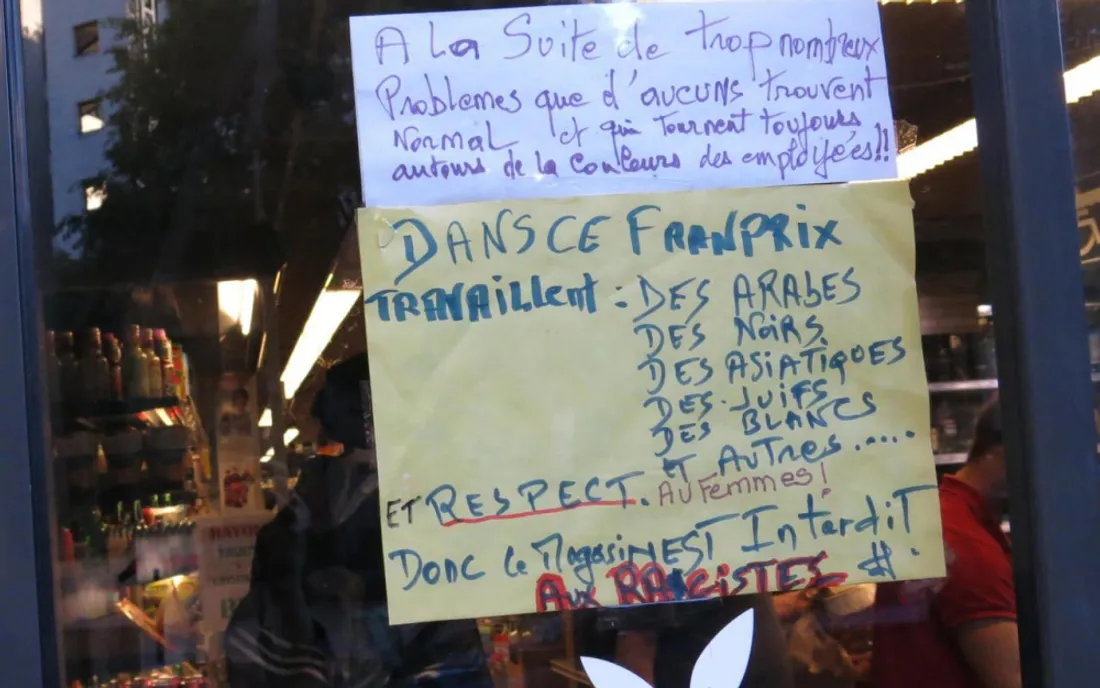 A La Suite de trop nombreux
Problemes que d'aucuns trouvent
Normal et qui tournent toujours
autours de la couleurs des employé'es!!
DANS CE FRANPRIX
TRAVAILLENT : DES ARABES
DES NOIRS
DES ASIATIQUES
DES JUIFS
DES BLANCS
ET AUTRES.....
ET RESPECT. AU Femmes!
DONC Le MagasiN EST InterdiT
Aux RAcisTES